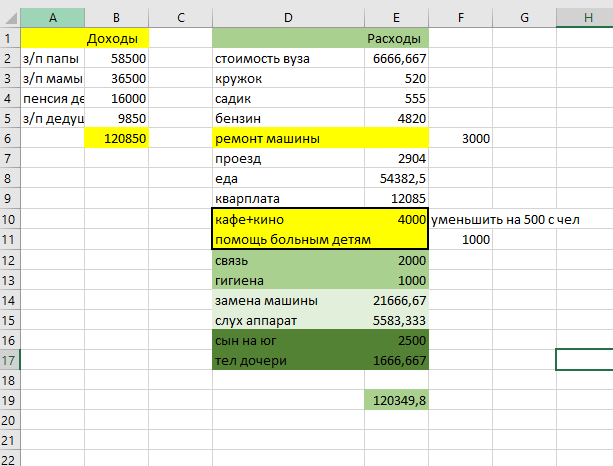 A B C D E F G H
1 Доходы Расходы
2 з/п папы 58500 стоимость вуза 6666,667
3 з/п мамы 36500 кружок 520
4 пенсия де 16000 садик 555
5 з/п дедуш 9850 бензин 4820
6 120850 ремонт машины 3000
7 проезд 2904
8 еда 54382,5
9 кварплата 12085
10 кафе+кино 4000 уменьшить на 500 с чел
11 помощь больным детям 1000
12 связь 2000
13 гигиена 1000
14 замена машины 21666,67
15 слух аппарат 5583,333
16 сын на юг 2500
17 тел дочери 1666,667
18
19 120349,8
20
21
22